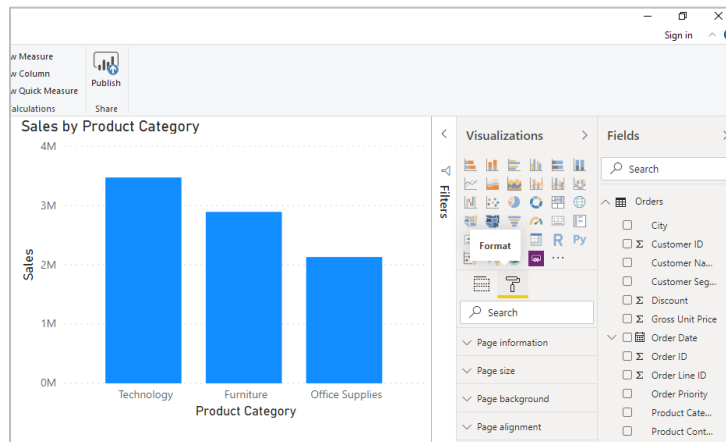 Sign in
w Measure
w Column
w Quick Measure
alculations
Publish
Share
Sales by Product Category
4M
3M
2M
1M
0M
Sales
Technology
Furniture
Office Supplies
Product Category
Filters
Visualizations
R
Py
Format
Search
Page information
Page size
Page background
Page alignment
Fields
Search
Orders
City
Σ Customer ID
Customer Na...
Customer Seg...
Σ Discount
Σ Gross Unit Price
Order Date
Σ Order ID
Σ Order Line ID
Order Priority
Product Cate...
Product Cont...